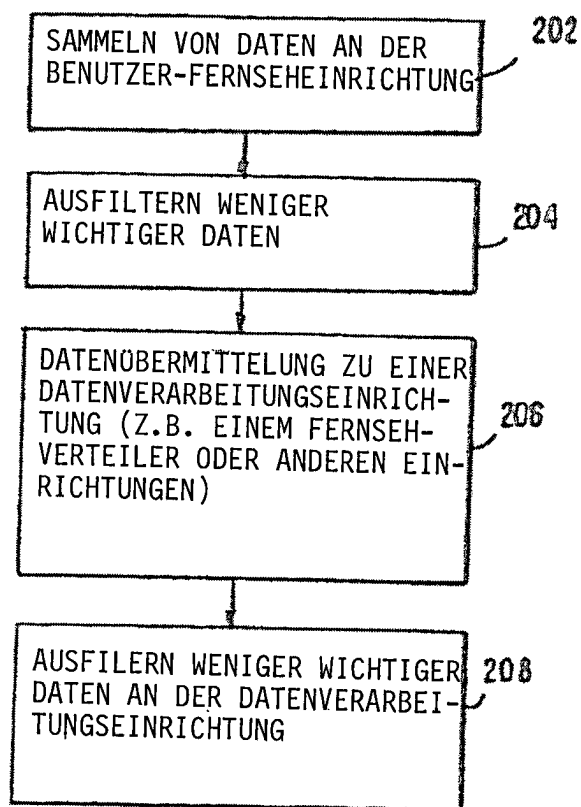 SAMMELN VON DATEN AN DER
BENUTZER-FERNSEHEINRICHTUNG
202
AUSFILTERN WENIGER
WICHTIGER DATEN
204
DATENÜBERMITTELUNG ZU EINER
DATENVERARBEITUNGSEINRICH-
TUNG (Z.B. EINEM FERNSEH-
VERTEILER ODER ANDEREN EIN-
RICHTUNGEN)
206
AUSFILERN WENIGER WICHTIGER
DATEN AN DER DATENVERARBEI-
TUNGSEINRICHTUNG
208